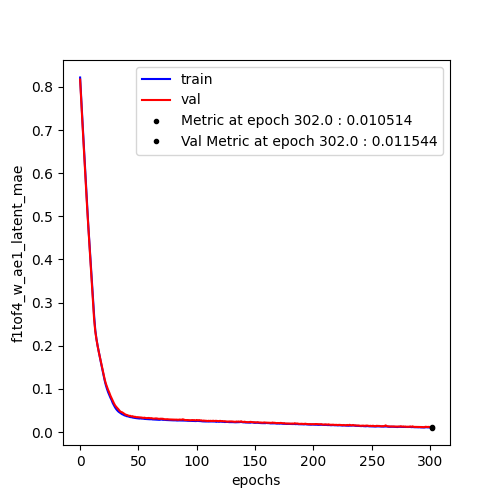 train
val
Metric at epoch 302.0 : 0.010514
Val Metric at epoch 302.0 : 0.011544
f1tof4_w_ae1_latent_mae
0.8
0.7
0.6
0.5
0.4
0.3
0.2
0.1
0.0
0 50 100 150 200 250 300
epochs